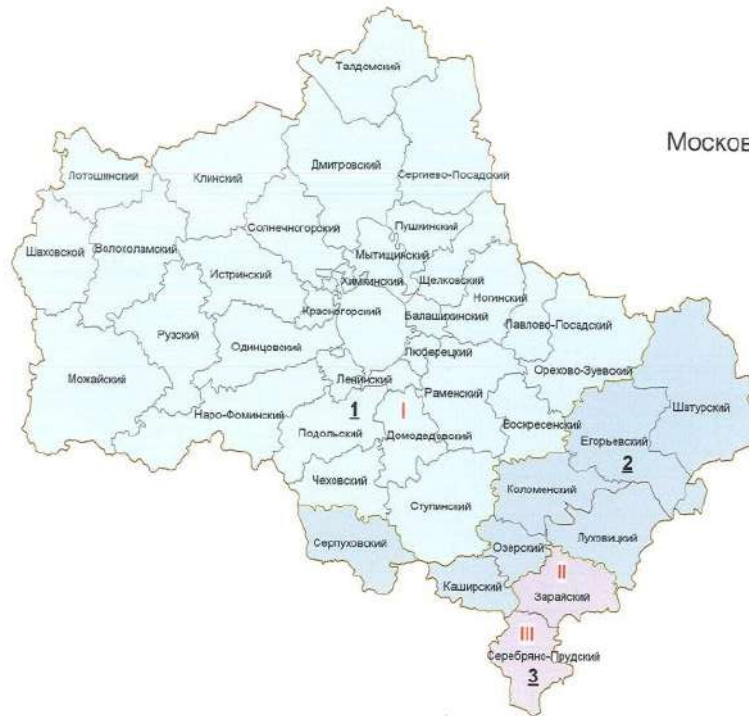 Талдомский
Московс
Лотошинский
Клинский
Дмитровский
Сергиево-Посадский
Солнечногорский
Пушкинский
Шаховской
Волоколамский
Мытищинский
Истринский
Химкинский
Щелковский
Ногинский
Красногорский
Балашихинский
Павлово-Посадский
Рузский
Одинцовский
Люберецкий
Орехово-Зуевский
Можайский
Ленинский
Раменский
Шатурский
Наро-Фоминский
1
I
Воскресенский
Подольский
Домодедовский
Егорьевский
2
Чеховский
Коломенский
Ступинский
Серпуховский
Озерский
Луховицкий
Каширский
II
Зарайский
III
Серебряно-Прудский
3